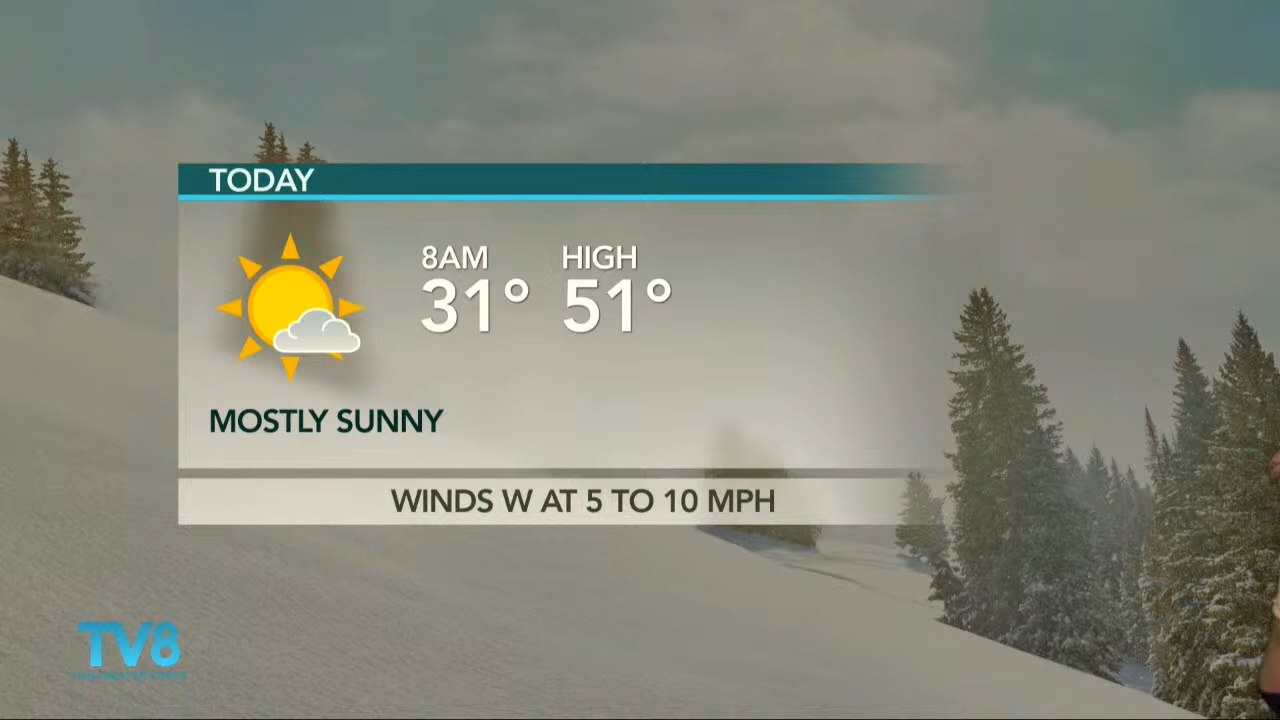 TODAY
8AM HIGH
31° 51°
MOSTLY SUNNY
WINDS W AT 5 TO 10 MPH
TV8